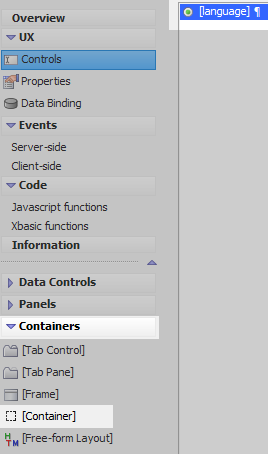 Overview
UX
Controls
Properties
Data Binding
Events
Server-side
Client-side
Code
Javascript functions
Xbasic functions
Information
Data Controls
Panels
Containers
[Tab Control]
[Tab Pane]
[Frame]
[Container]
HTM [Free-form Layout]
[language] ¶